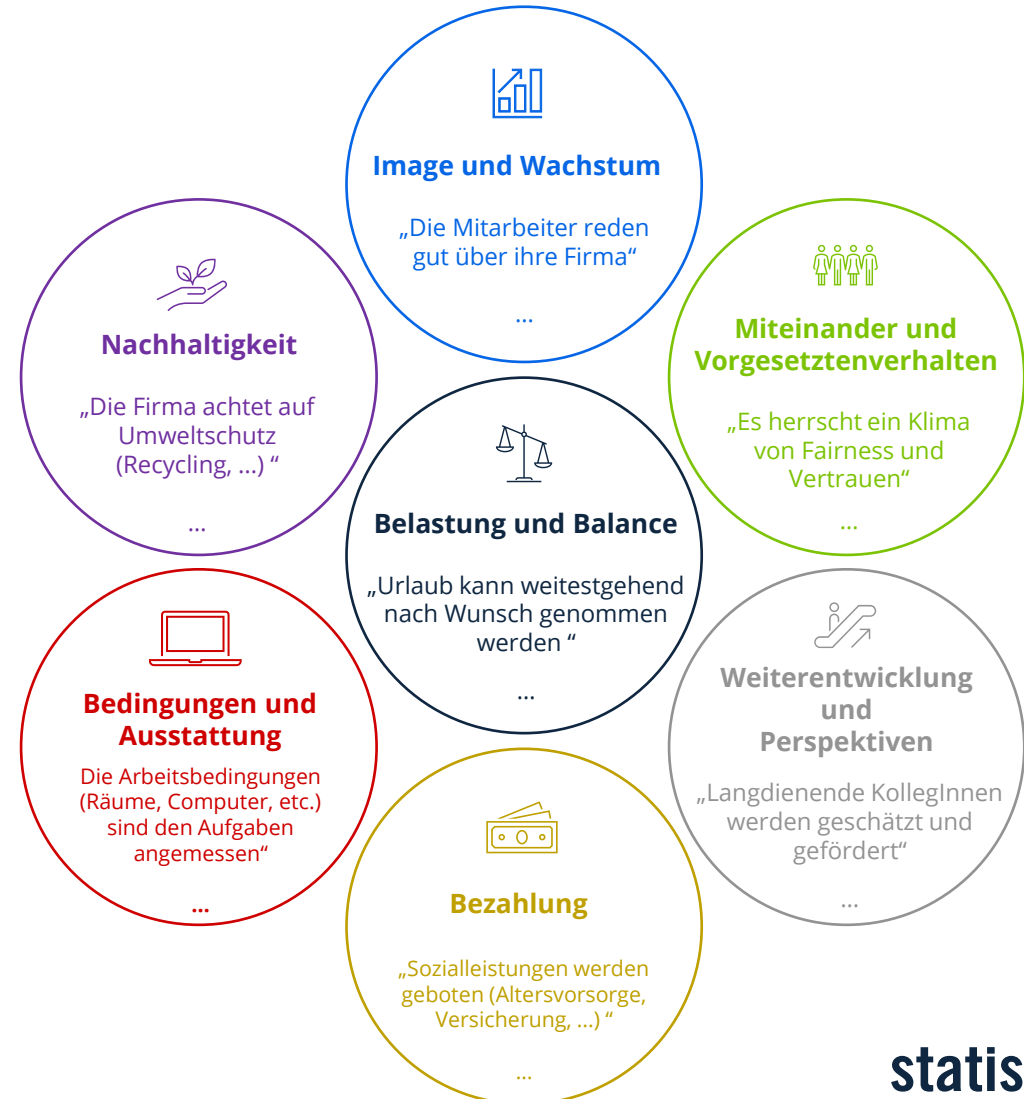 Image und Wachstum
„Die Mitarbeiter reden
gut über ihre Firma“
...
Nachhaltigkeit
„Die Firma achtet auf
Umweltschutz
(Recycling, ...) “
...
Miteinander und
Vorgesetztenverhalten
„Es herrscht ein Klima
von Fairness und
Vertrauen“
...
Belastung und Balance
„Urlaub kann weitestgehend
nach Wunsch genommen
werden “
...
Bedingungen und
Ausstattung
Die Arbeitsbedingungen
(Räume, Computer, etc.)
sind den Aufgaben
angemessen“
...
Weiterentwicklung
und
Perspektiven
„Langdienende KollegInnen
werden geschätzt und
gefördert“
...
Bezahlung
„Sozialleistungen werden
geboten (Altersvorsorge,
Versicherung, ...) “
...
statis